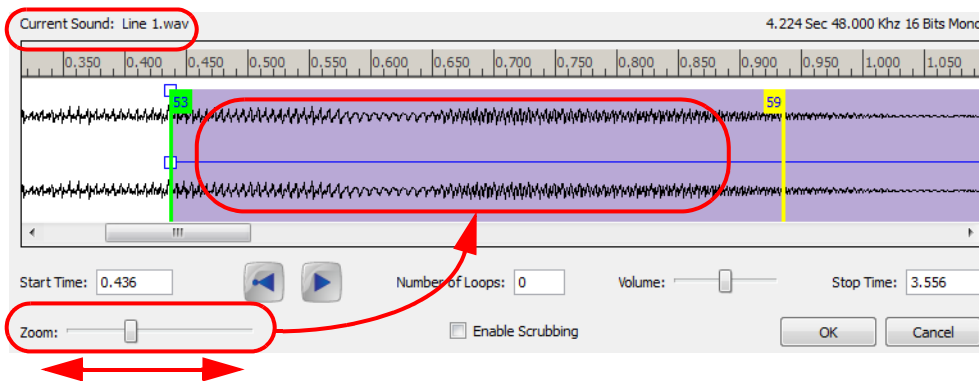 Current Sound: Line 1.wav 4.224 Sec 48.000 Khz 16 Bits Mono
0.350 0.400 0.450 0.500 0.550 0.600 0.650 0.700 0.750 0.800 0.850 0.900 0.950 1.000 1.050
53 59
Start Time: 0.436 Number of Loops: 0 Volume: Stop Time: 3.556
Zoom: Enable Scrubbing OK Cancel